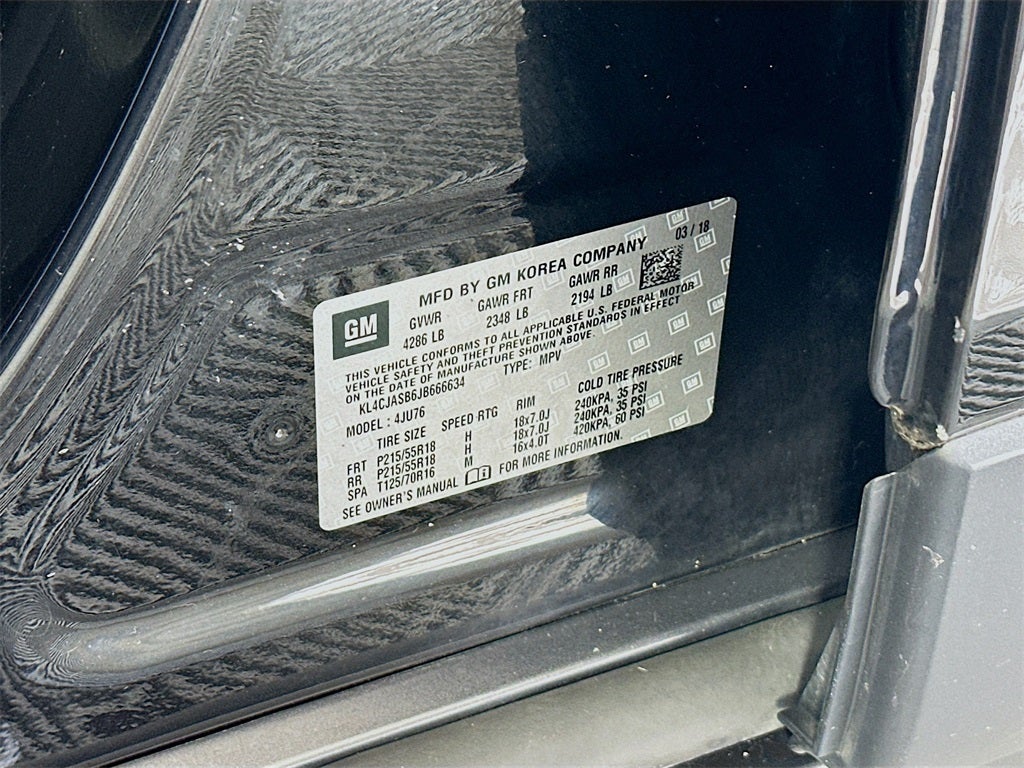 MFD BY GM KOREA COMPANY 03 / 18
GM GVWR GAWR FRT GAWR RR
4286 LB 2348 LB 2194 LB
THIS VEHICLE CONFORMS TO ALL APPLICABLE U.S. FEDERAL MOTOR
VEHICLE SAFETY AND THEFT PREVENTION STANDARDS IN EFFECT
ON THE DATE OF MANUFACTURE SHOWN ABOVE.
KL4CJASB6JB666634 TYPE: MPV
MODEL: 4JU76
TIRE SIZE SPEED RTG RIM COLD TIRE PRESSURE
FRT P215/55R18 H 18x7.0J 240KPA, 35 PSI
RR P215/55R18 H 18x7.0J 240KPA, 35 PSI
SPA T125/70R16 M 16x4.0T 420KPA, 60 PSI
SEE OWNER'S MANUAL FOR MORE INFORMATION.